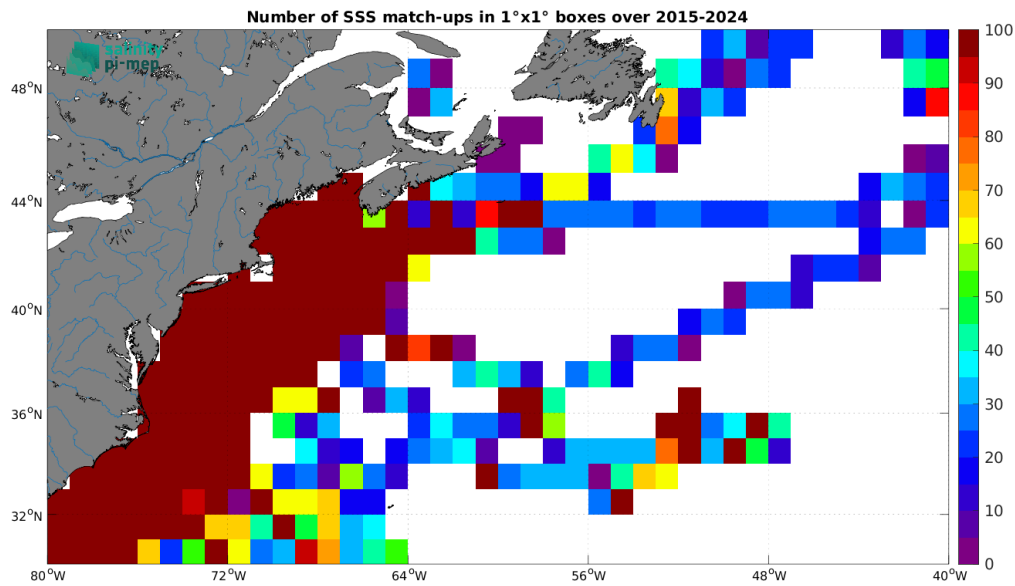 Number of SSS match-ups in 1°x1° boxes over 2015-2024
salinity
pi-mep
48°N
44°N
40°N
36°N
32°N
80°W
72°W
64°W
56°W
48°W
40°W
100
90
80
70
60
50
40
30
20
10
0